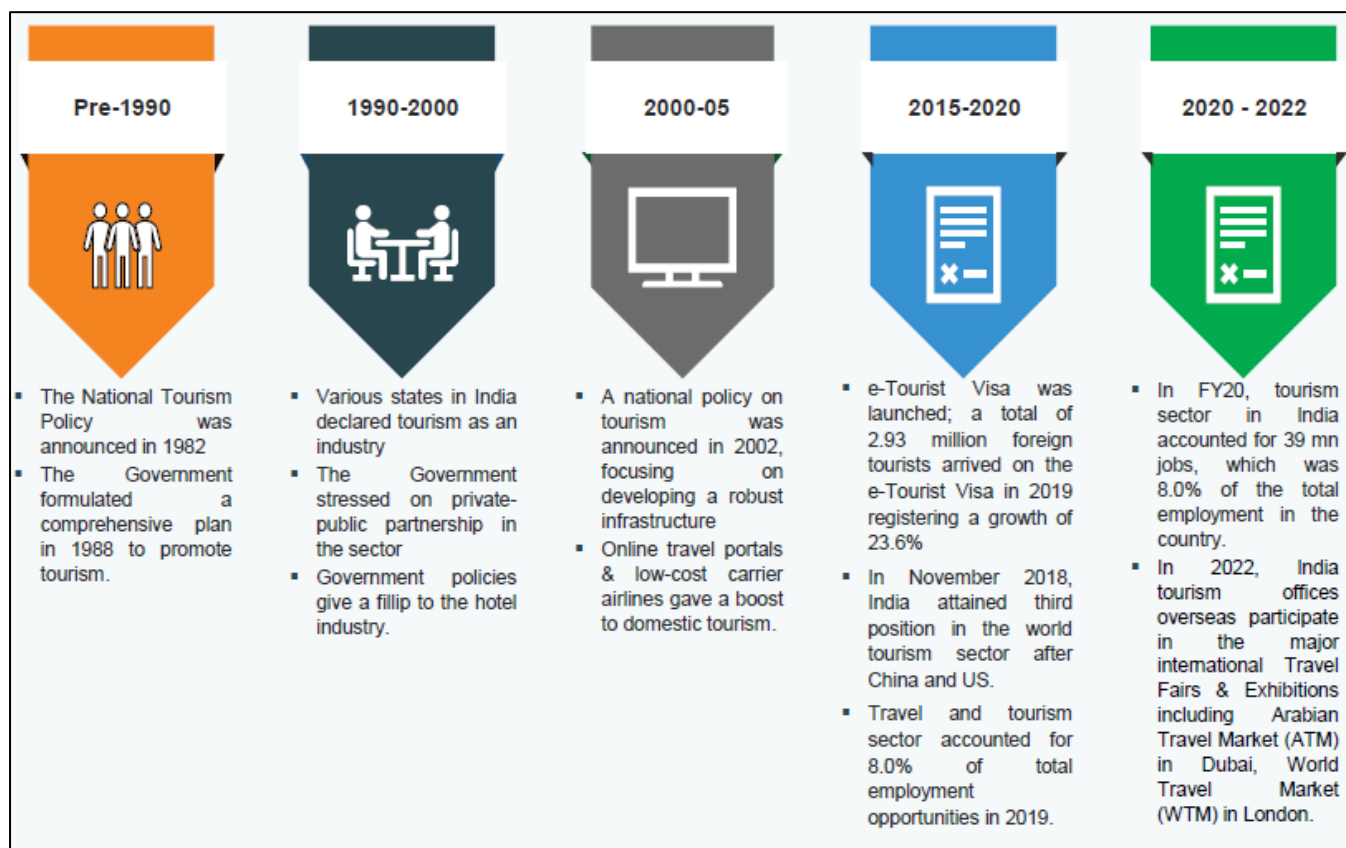 Pre-1990
The National Tourism
Policy was
announced in 1982
The Government
formulated a
comprehensive plan
in 1988 to promote
tourism.
1990-2000
Various states in India
declared tourism as an
industry
The Government
stressed on private-
public partnership in
the sector
Government policies
give a fillip to the hotel
industry.
2000-05
A national policy on
tourism was
announced in 2002,
focusing on
developing a robust
infrastructure
Online travel portals
& low-cost carrier
airlines gave a boost
to domestic tourism.
2015-2020
e-Tourist Visa was
launched; a total of
2.93 million foreign
tourists arrived on the
e-Tourist Visa in 2019
registering a growth of
23.6%
In November 2018,
India attained third
position in the world
tourism sector after
China and US.
Travel and tourism
sector accounted for
8.0% of total
employment
opportunities in 2019.
2020 - 2022
In FY20, tourism
sector in India
accounted for 39 mn
jobs, which was
8.0% of the total
employment in the
country.
In 2022, India
tourism offices
overseas participate
in the major
international Travel
Fairs & Exhibitions
including Arabian
Travel Market (ATM)
in Dubai, World
Travel Market
(WTM) in London.